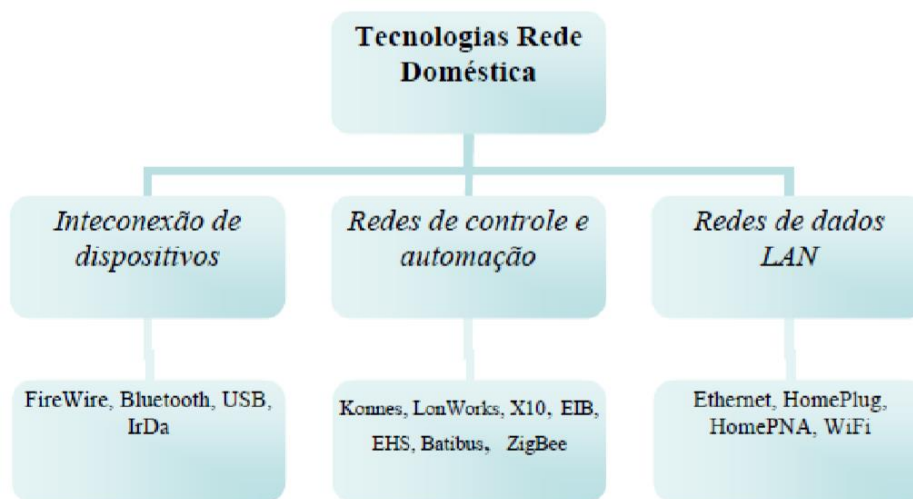 Tecnologias Rede
Doméstica
Inteconexão de
dispositivos
Redes de controle e
automação
Redes de dados
LAN
FireWire, Bluetooth, USB,
IrDa
Konnes, LonWorks, X10, EIB,
EHS, Batibus, ZigBee
Ethernet, HomePlug,
HomePNA, WiFi